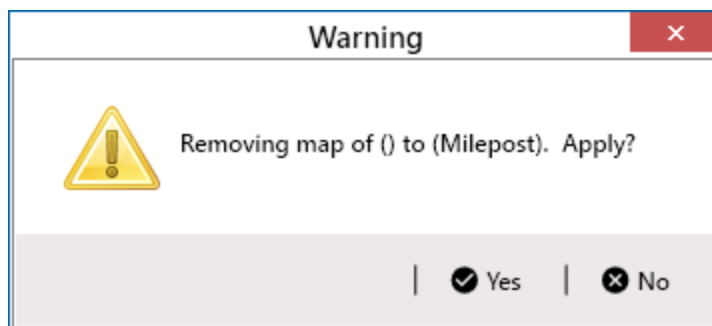 Warning
Removing map of () to (Milepost).  Apply?
Yes
No